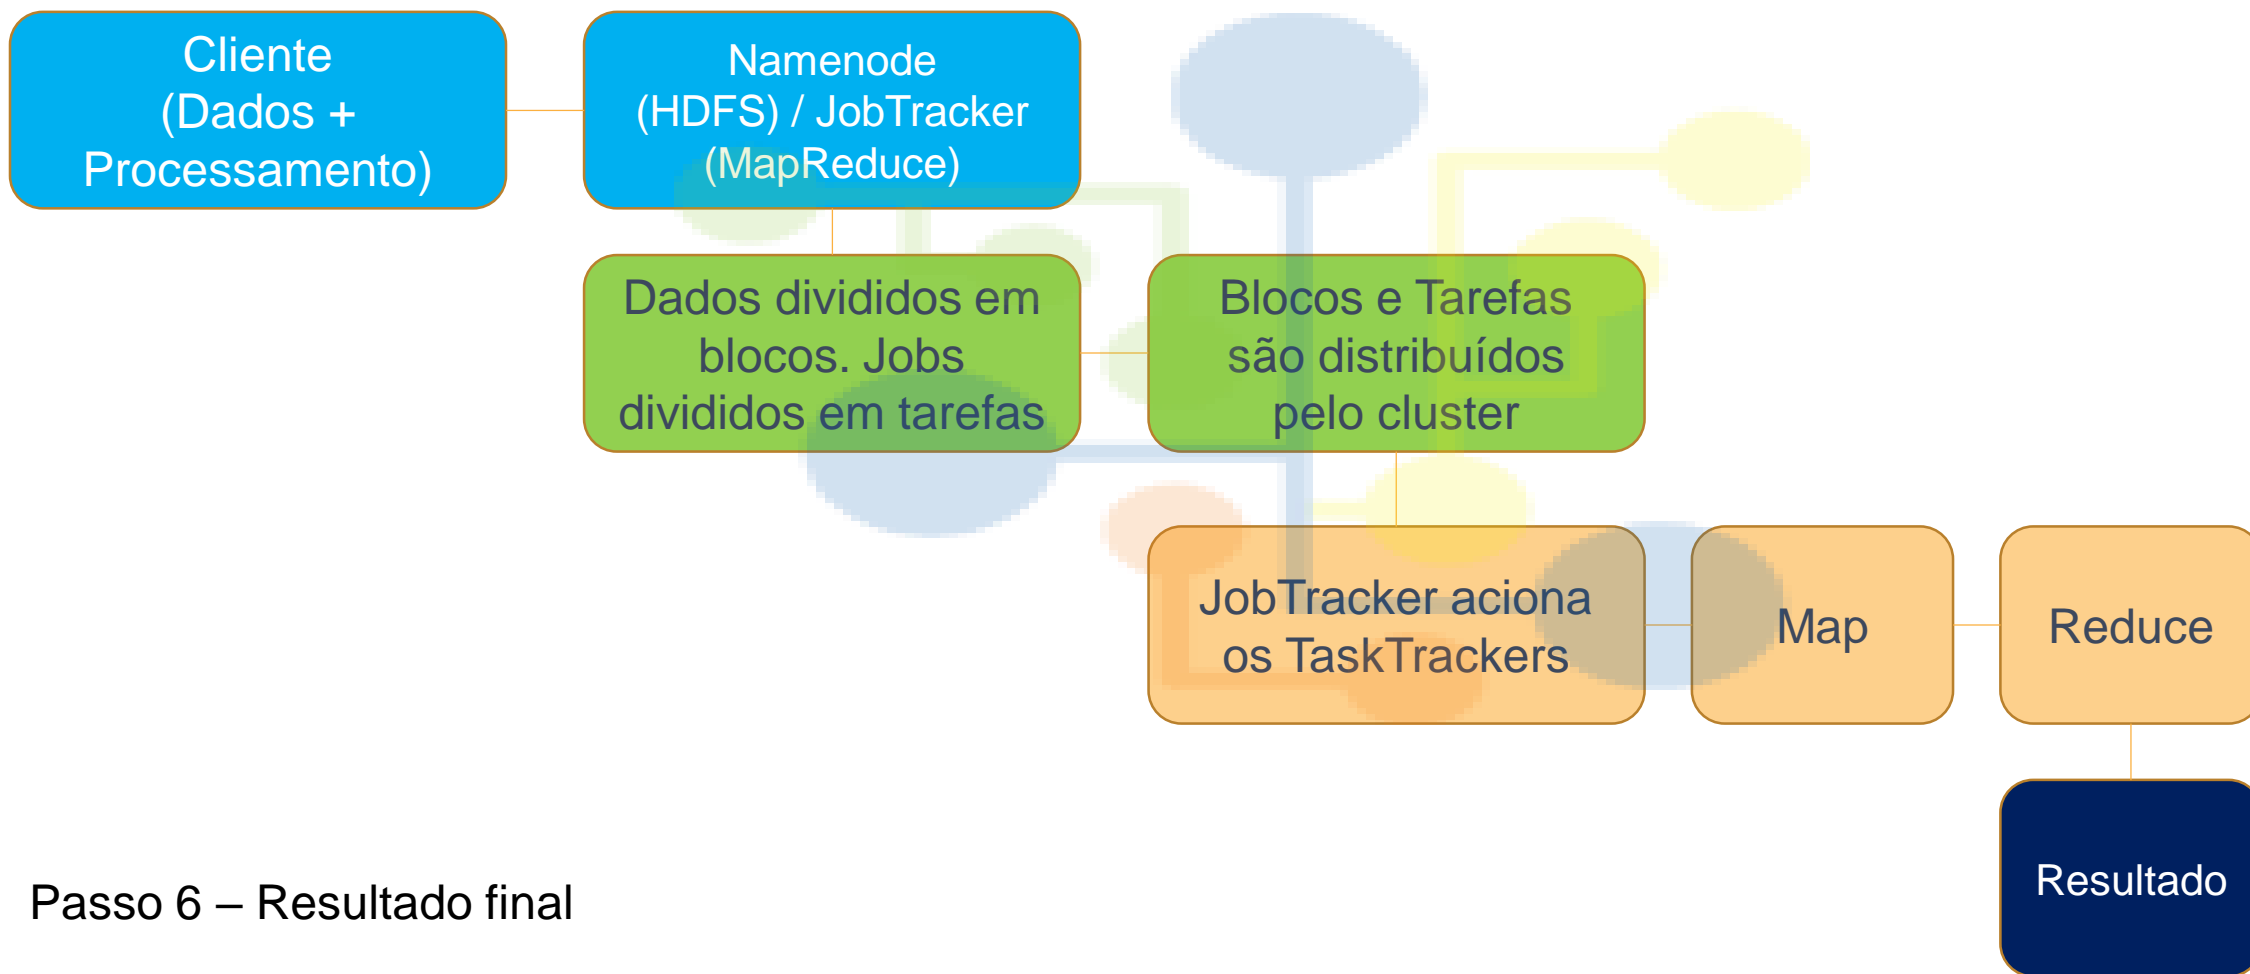 Cliente
(Dados +
Processamento)
Namenode
(HDFS) / JobTracker
(MapReduce)
Dados divididos em
blocos. Jobs
divididos em tarefas
Blocos e Tarefas
são distribuídos
pelo cluster
JobTracker aciona
os TaskTrackers
Map
Reduce
Resultado
Passo 6 – Resultado final